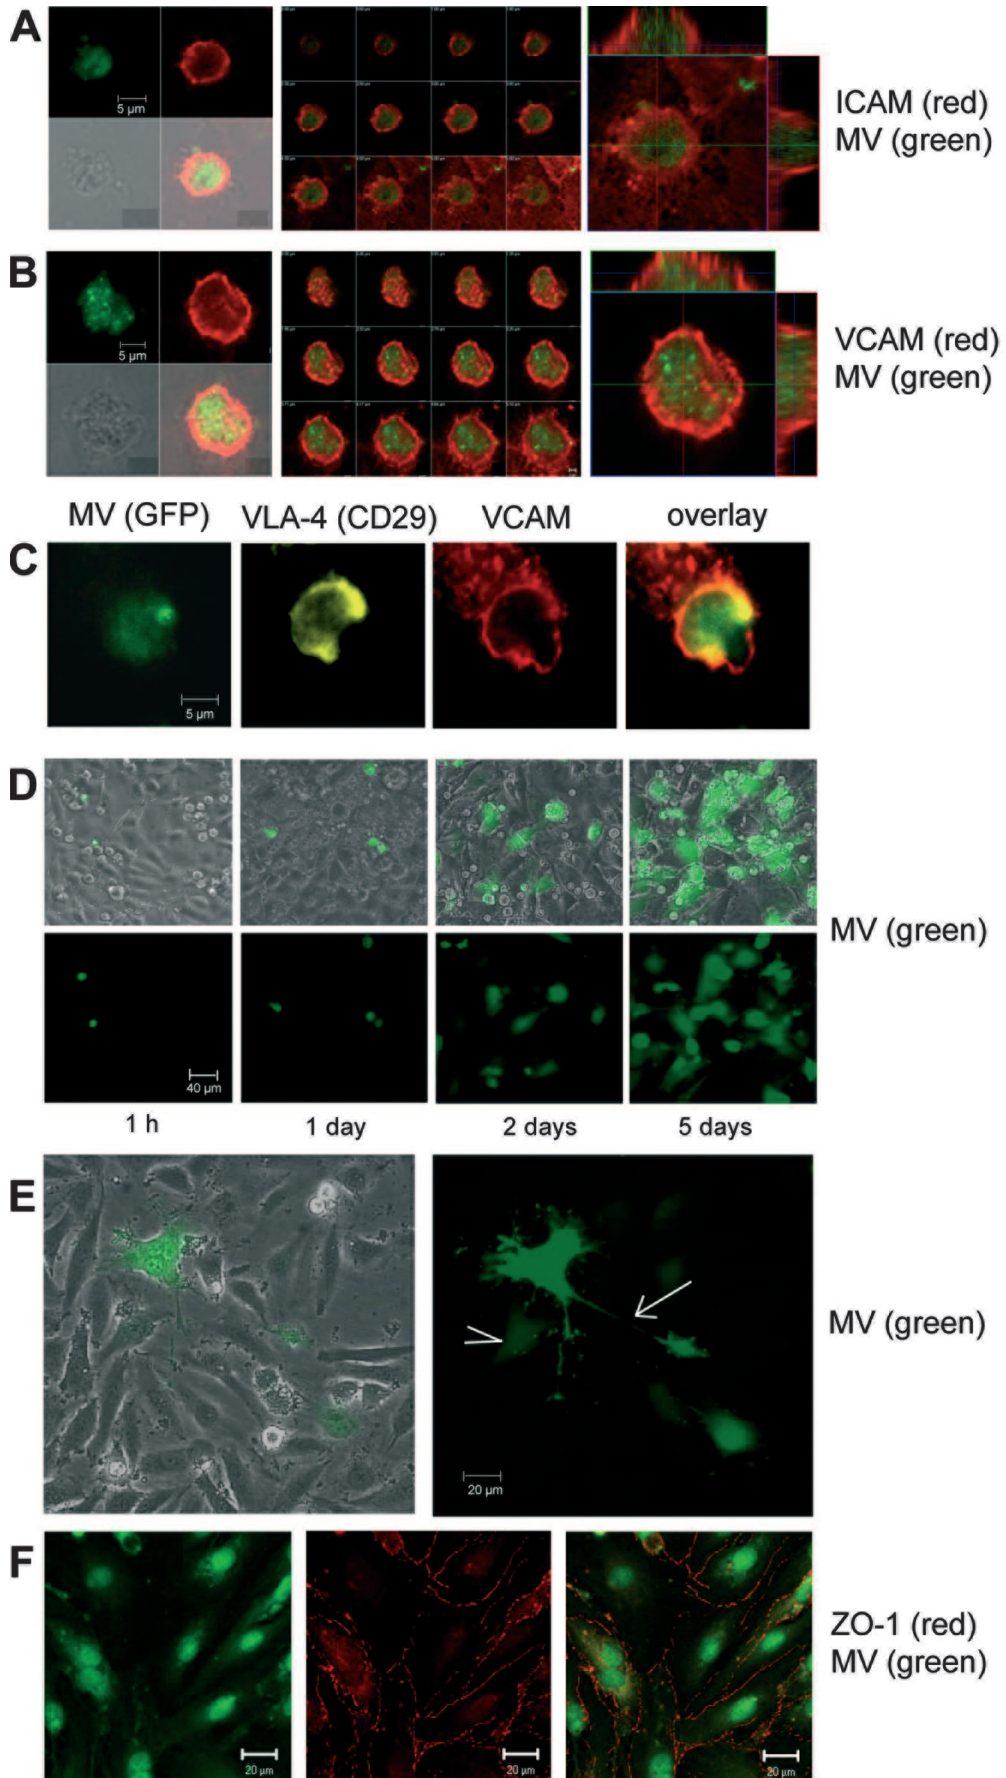 A
5 µm
ICAM (red)
MV (green)
B
5 µm
VCAM (red)
MV (green)
MV (GFP) VLA-4 (CD29) VCAM overlay
C
5 µm
D
MV (green)
40 µm
1 h 1 day 2 days 5 days
E
MV (green)
20 µm
F
ZO-1 (red)
MV (green)
20 µm 20 µm 20 µm